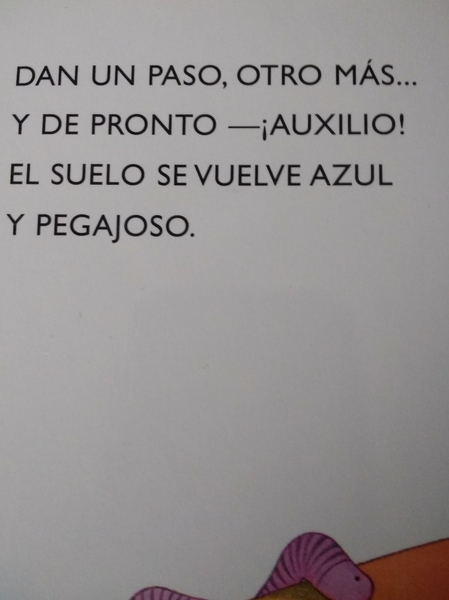 DAN UN PASO, OTRO MÁS...
Y DE PRONTO —¡AUXILIO!
EL SUELO SE VUELVE AZUL
Y PEGAJOSO.